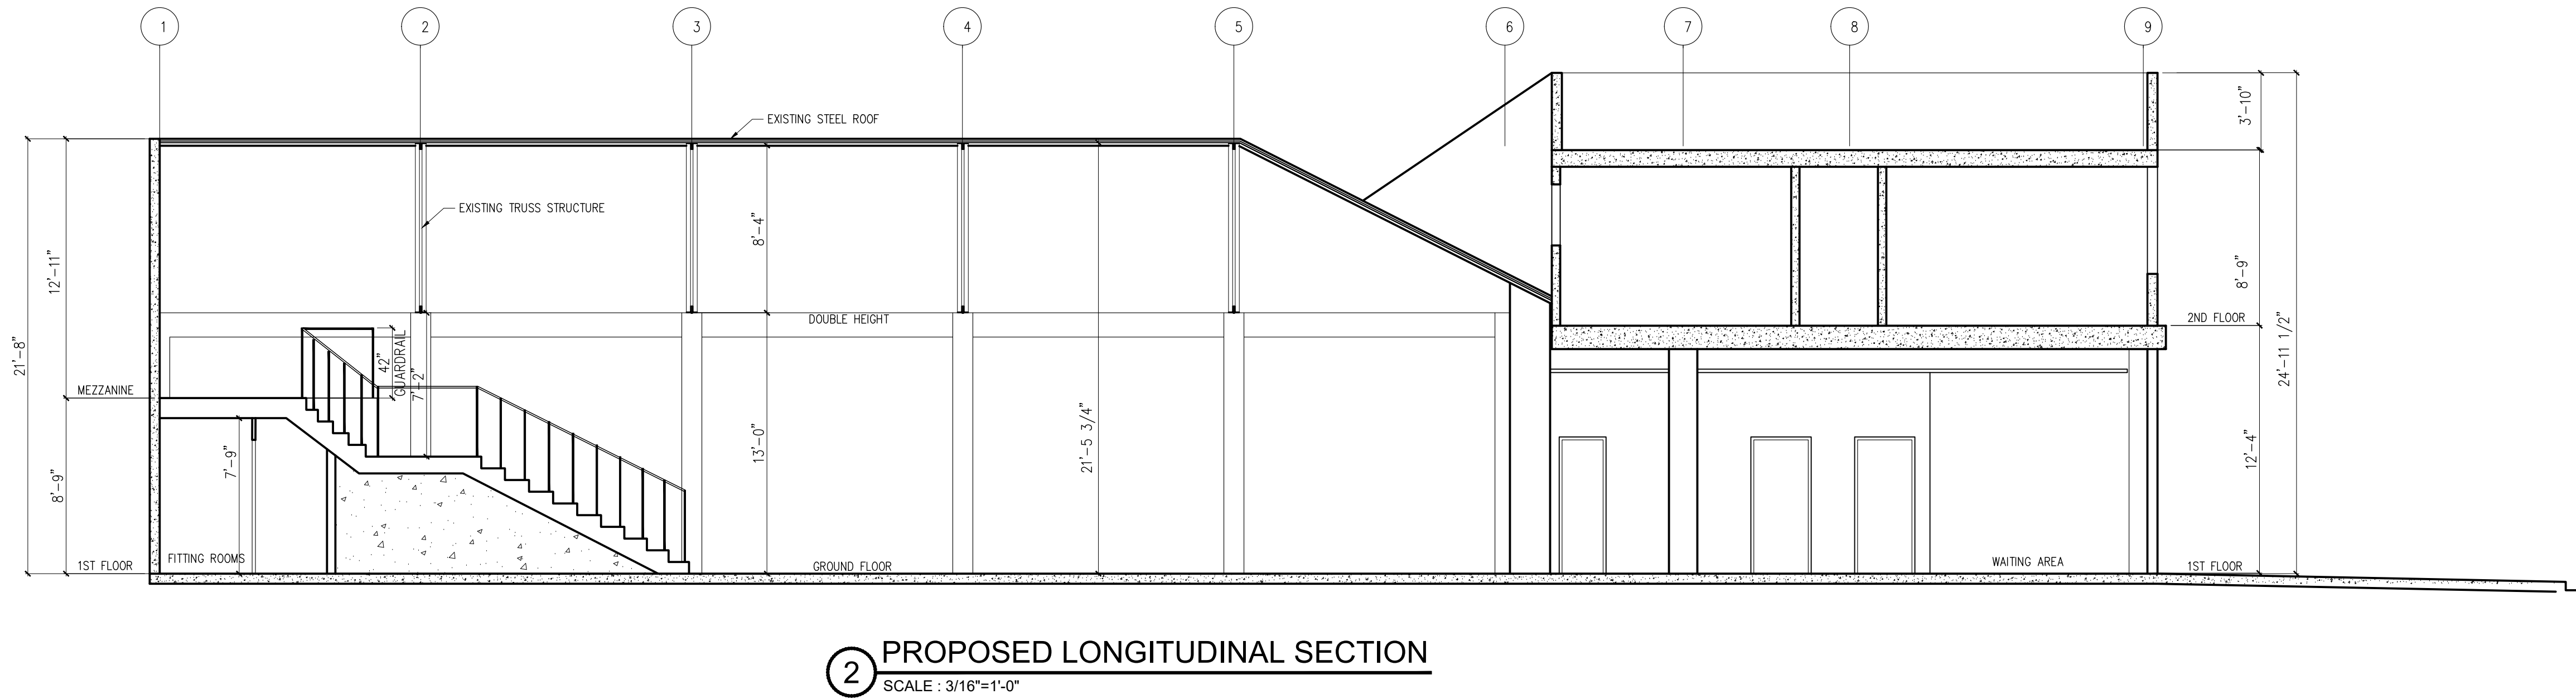 1 2 3 4 5 6 7 8 9
EXISTING STEEL ROOF
EXISTING TRUSS STRUCTURE
3'-10"
12'-11"
8'-4"
8'-9"
DOUBLE HEIGHT
2ND FLOOR
21'-8"
42"
GUARDRAIL
7'-2"
24'-11 1/2"
MEZZANINE
7'-9"
13'-0"
21'-5 3/4"
12'-4"
8'-9"
FITTING ROOMS
1ST FLOOR
GROUND FLOOR
WAITING AREA
1ST FLOOR
2
PROPOSED LONGITUDINAL SECTION
SCALE : 3/16"=1'-0"